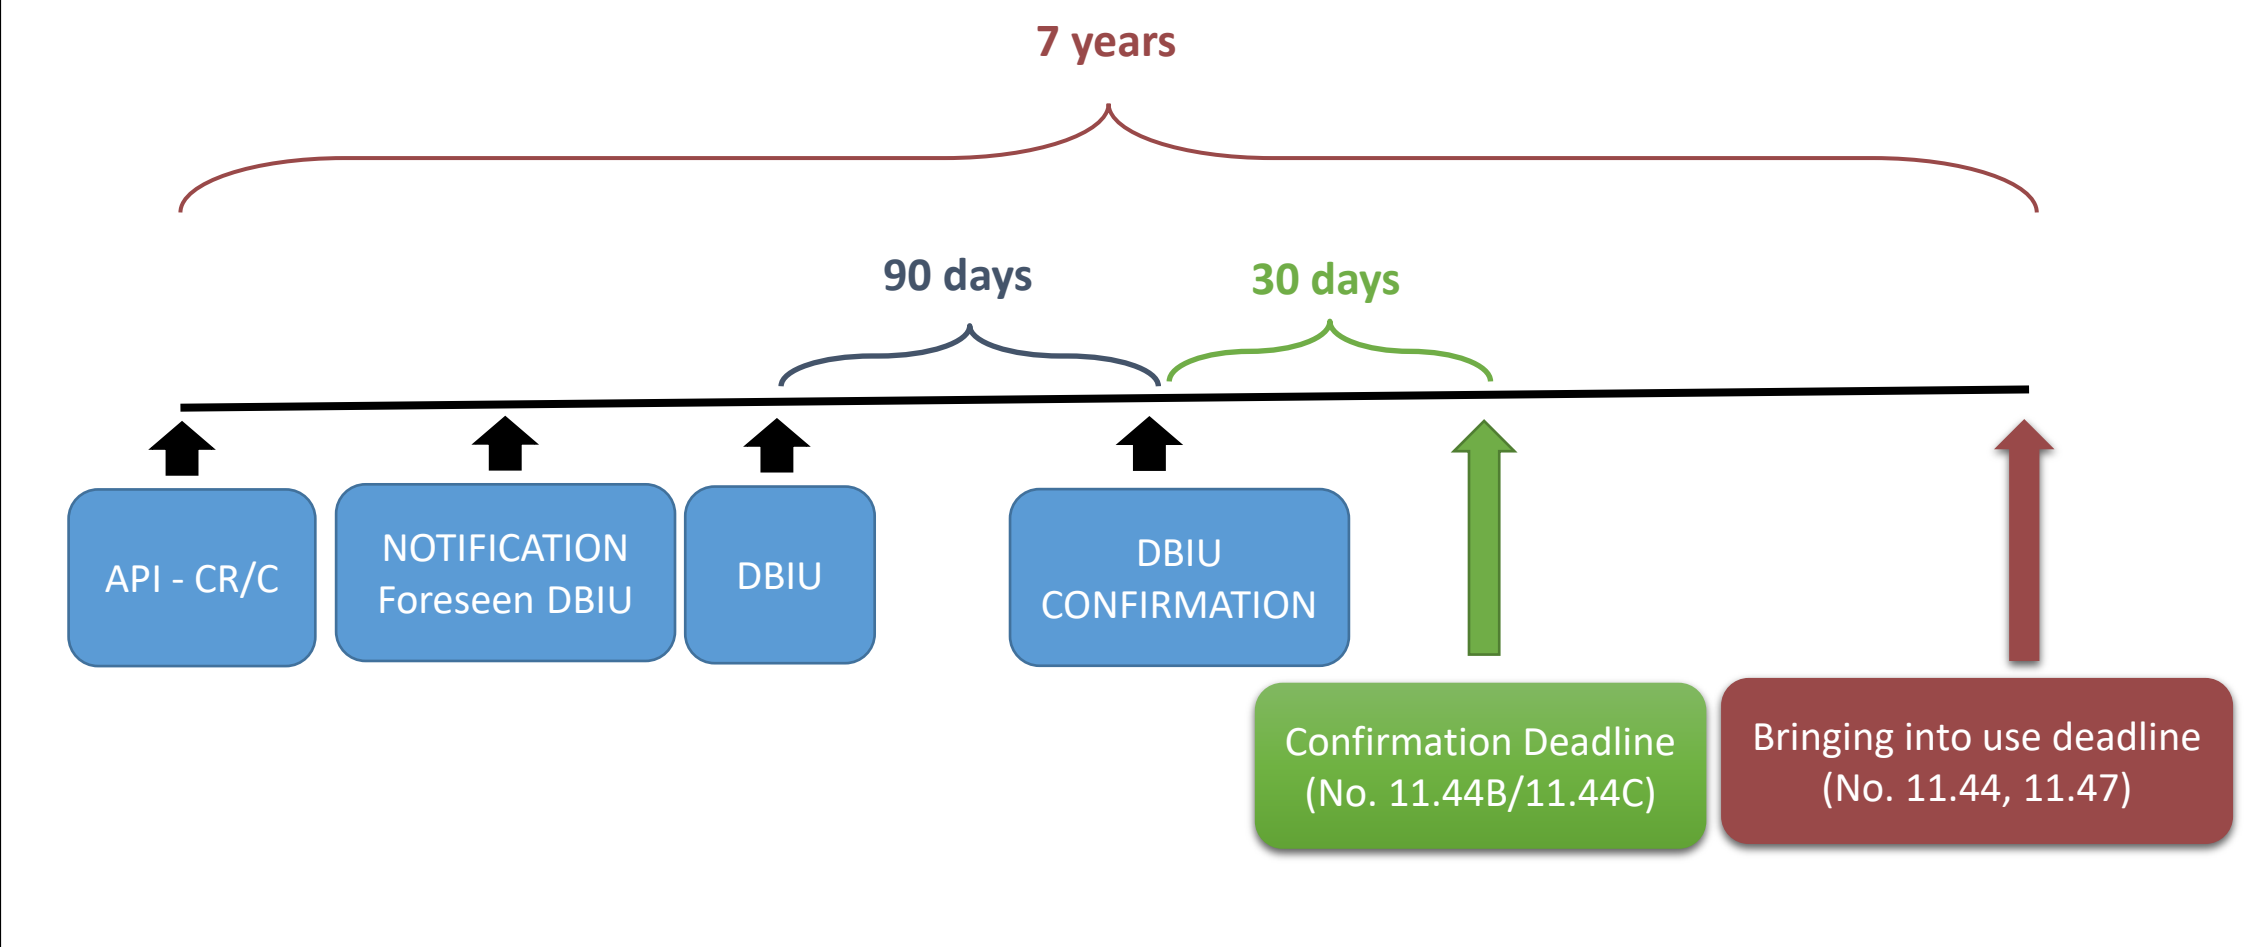 7 years
90 days
30 days
API - CR/C
NOTIFICATION
Foreseen DBIU
DBIU
DBIU
CONFIRMATION
Confirmation Deadline
(No. 11.44B/11.44C)
Bringing into use deadline
(No. 11.44, 11.47)